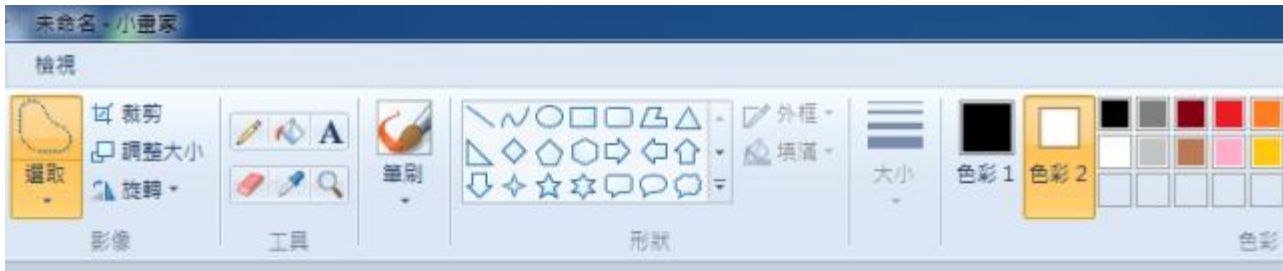 未命名 - 小畫家
檢視
選取
裁剪
調整大小
旋轉
影像
A
工具
筆刷
外框
填滿
形狀
大小
色彩 1
色彩 2
色彩